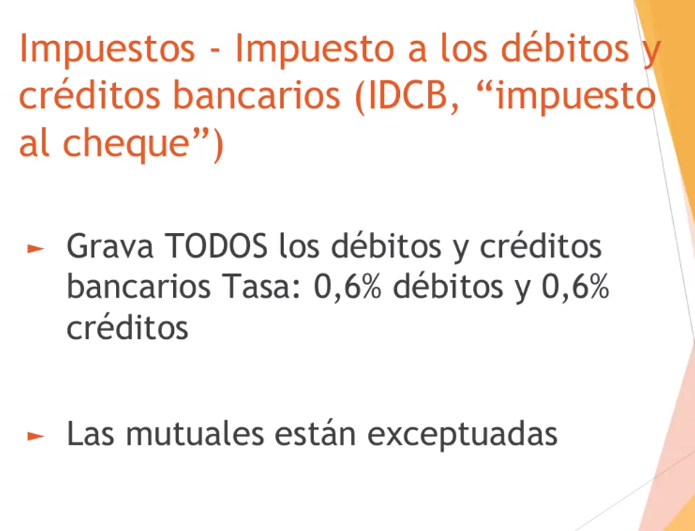 Impuestos - Impuesto a los débitos y
créditos bancarios (IDCB, “impuesto
al cheque”)
► Grava TODOS los débitos y créditos
bancarios Tasa: 0,6% débitos y 0,6%
créditos
► Las mutuales están exceptuadas